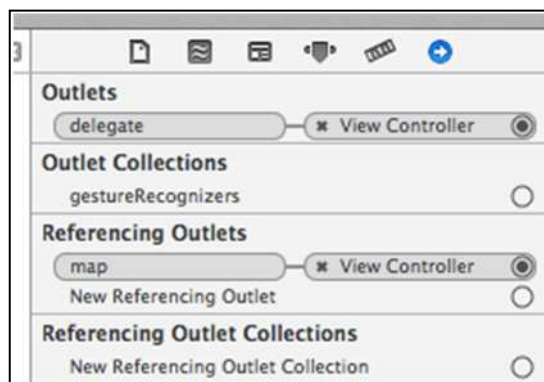 Outlets
delegate View Controller
Outlet Collections
gestureRecognizers
Referencing Outlets
map View Controller
New Referencing Outlet
Referencing Outlet Collections
New Referencing Outlet Collection